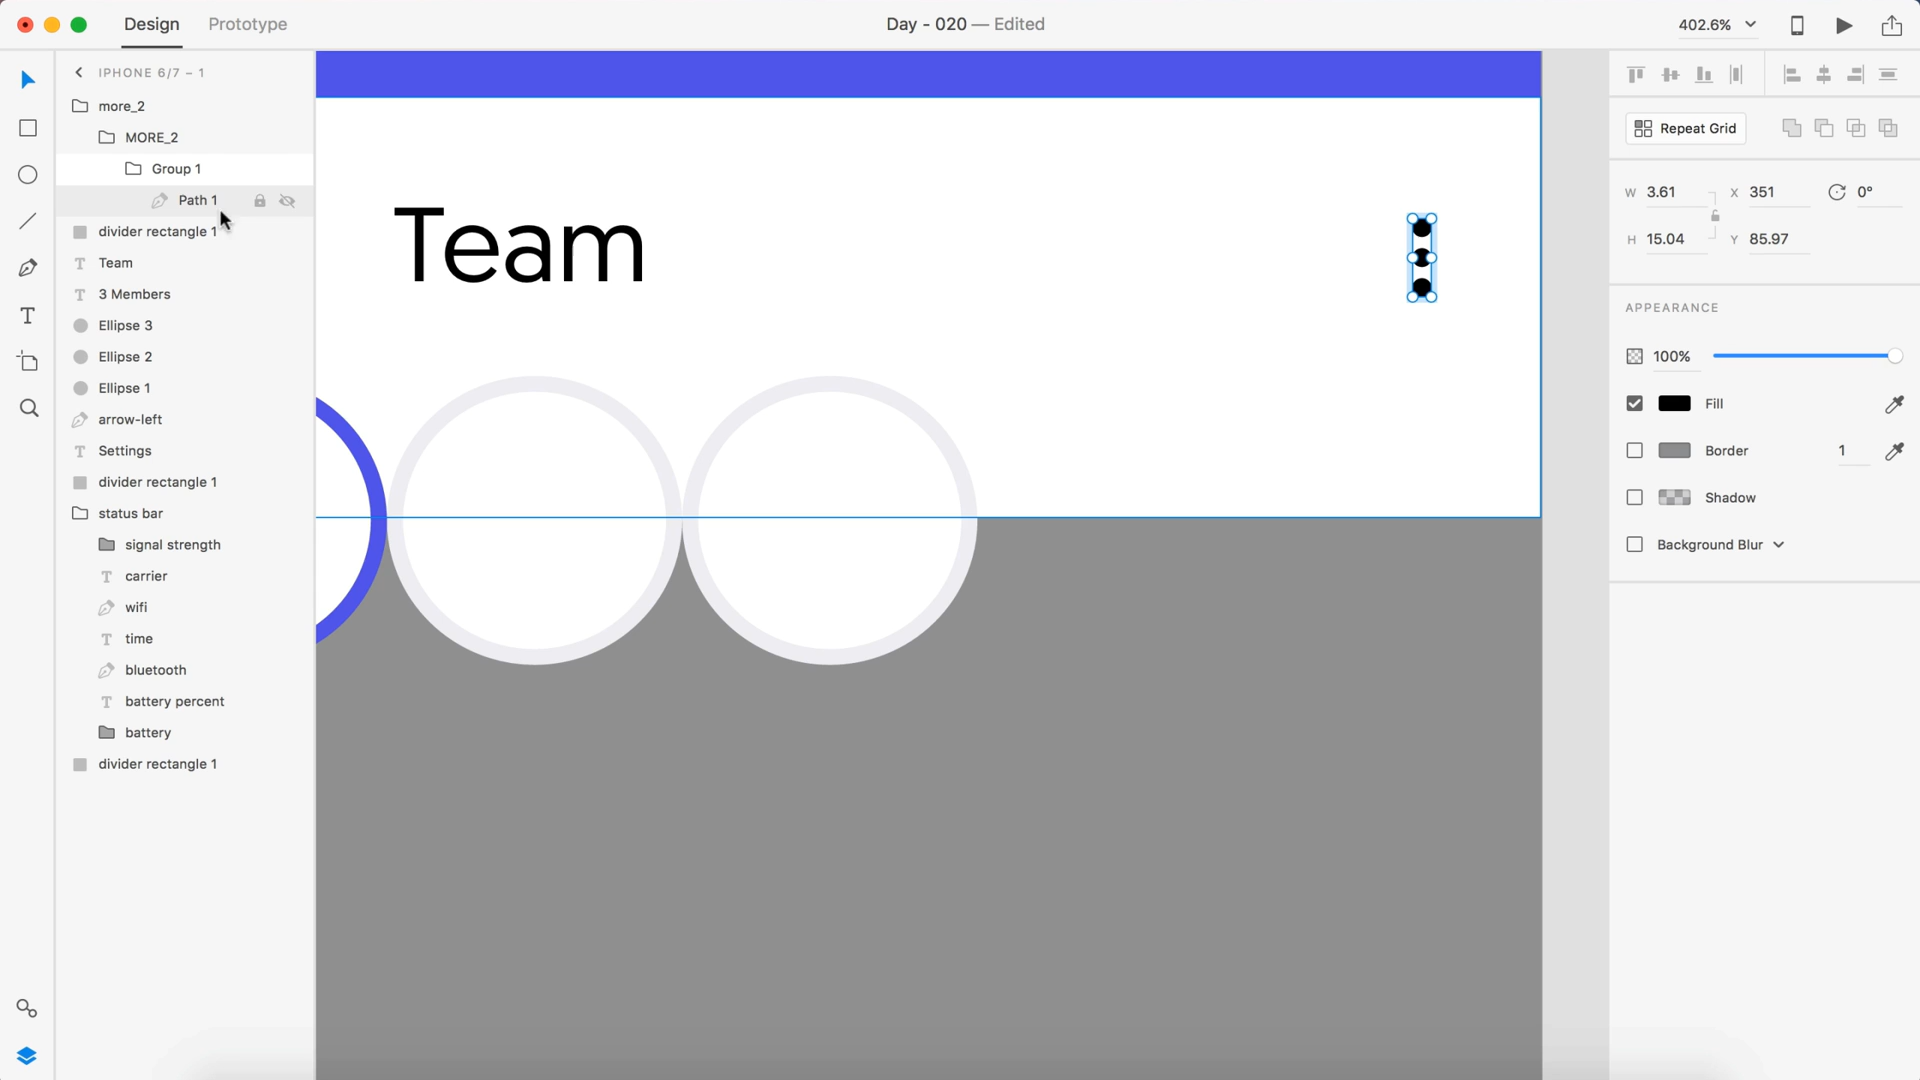 Design
Prototype
Day - 020 — Edited
402.6%
IPHONE 6/7 – 1
more_2
MORE_2
Group 1
Path 1
divider rectangle 1
Team
3 Members
Ellipse 3
Ellipse 2
Ellipse 1
arrow-left
Settings
divider rectangle 1
status bar
signal strength
carrier
wifi
time
bluetooth
battery percent
battery
divider rectangle 1
Team
Repeat Grid
W 3.61 X 351 0°
H 15.04 Y 85.97
APPEARANCE
100%
Fill
Border 1
Shadow
Background Blur